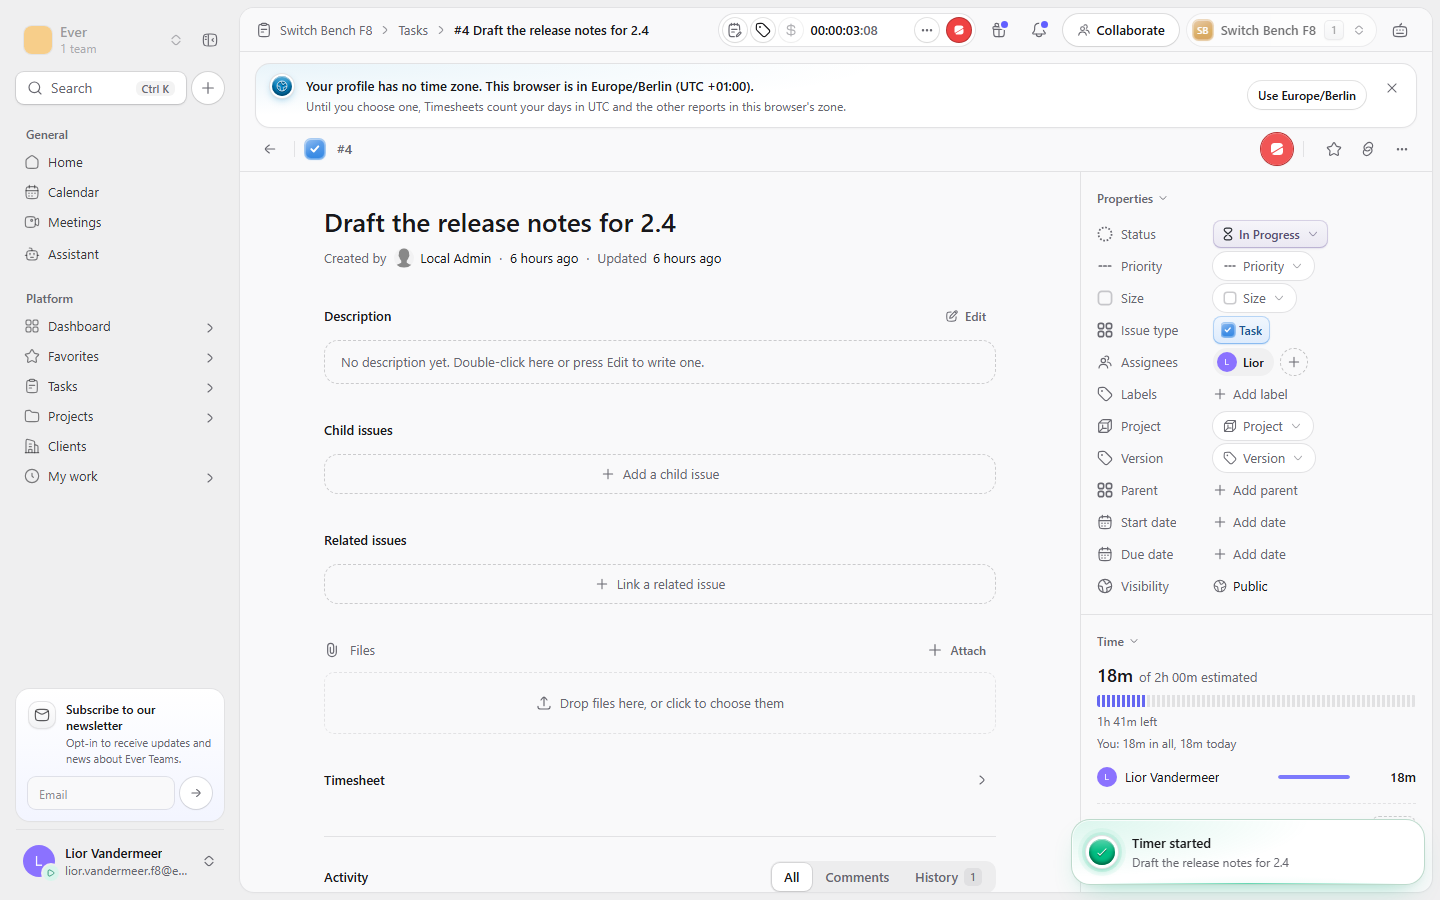 Ever
1 team
Search
Ctrl K
General
Home
Calendar
Meetings
Assistant
Platform
Dashboard
Favorites
Tasks
Projects
Clients
My work
Subscribe to our
newsletter
Opt-in to receive updates and
news about Ever Teams.
Email
L
Lior Vandermeer
lior.vandermeer.f8@e...
Switch Bench F8
Tasks
#4 Draft the release notes for 2.4
00:00:03:08
Collaborate
SB
Switch Bench F8
1
Your profile has no time zone. This browser is in Europe/Berlin (UTC +01:00).
Until you choose one, Timesheets count your days in UTC and the other reports in this browser's zone.
Use Europe/Berlin
#4
Draft the release notes for 2.4
Created by Local Admin · 6 hours ago · Updated 6 hours ago
Description
Edit
No description yet. Double-click here or press Edit to write one.
Child issues
Add a child issue
Related issues
Link a related issue
Files
Attach
Drop files here, or click to choose them
Timesheet
Activity
All
Comments
History 1
Properties
Status
In Progress
Priority
Priority
Size
Size
Issue type
Task
Assignees
L Lior
Labels
Add label
Project
Project
Version
Version
Parent
Add parent
Start date
Add date
Due date
Add date
Visibility
Public
Time
18m of 2h 00m estimated
1h 41m left
You: 18m in all, 18m today
L Lior Vandermeer
18m
Timer started
Draft the release notes for 2.4